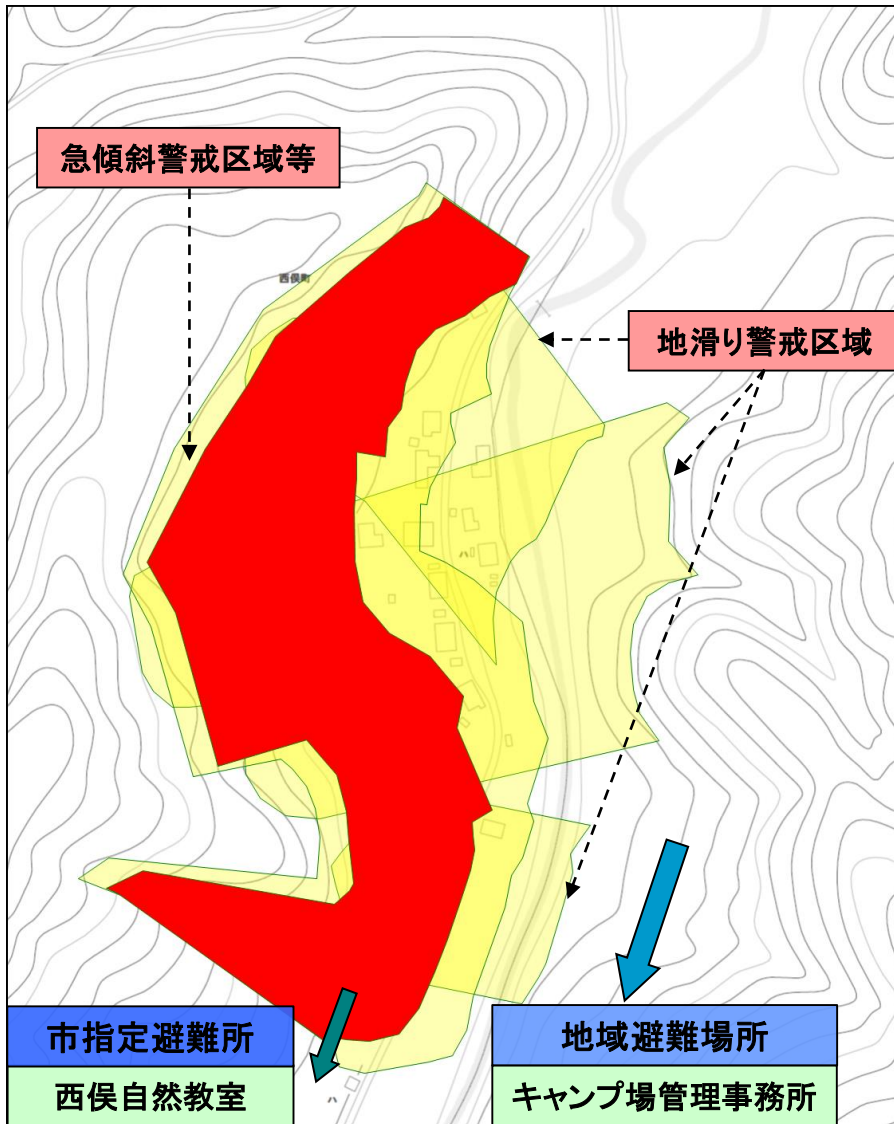 急傾斜警戒区域等
西俣町
地滑り警戒区域
市指定避難所
西俣自然教室
地域避難場所
キャンプ場管理事務所